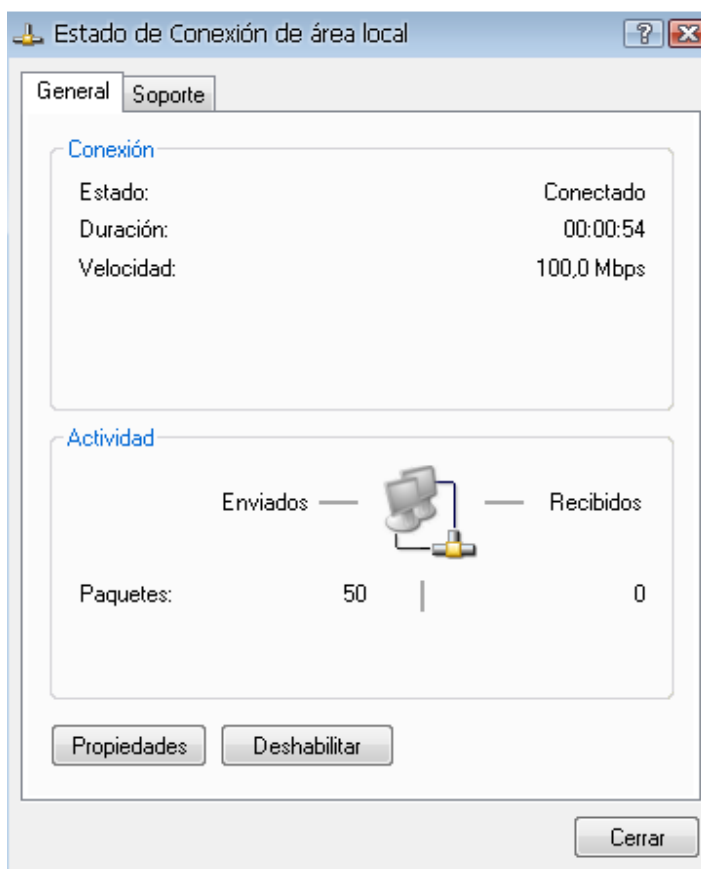 Estado de Conexión de área local
General Soporte
Conexión
Estado: Conectado
Duración: 00:00:54
Velocidad: 100,0 Mbps
Actividad
Enviados Recibidos
Paquetes: 50 0
Propiedades Deshabilitar
Cerrar